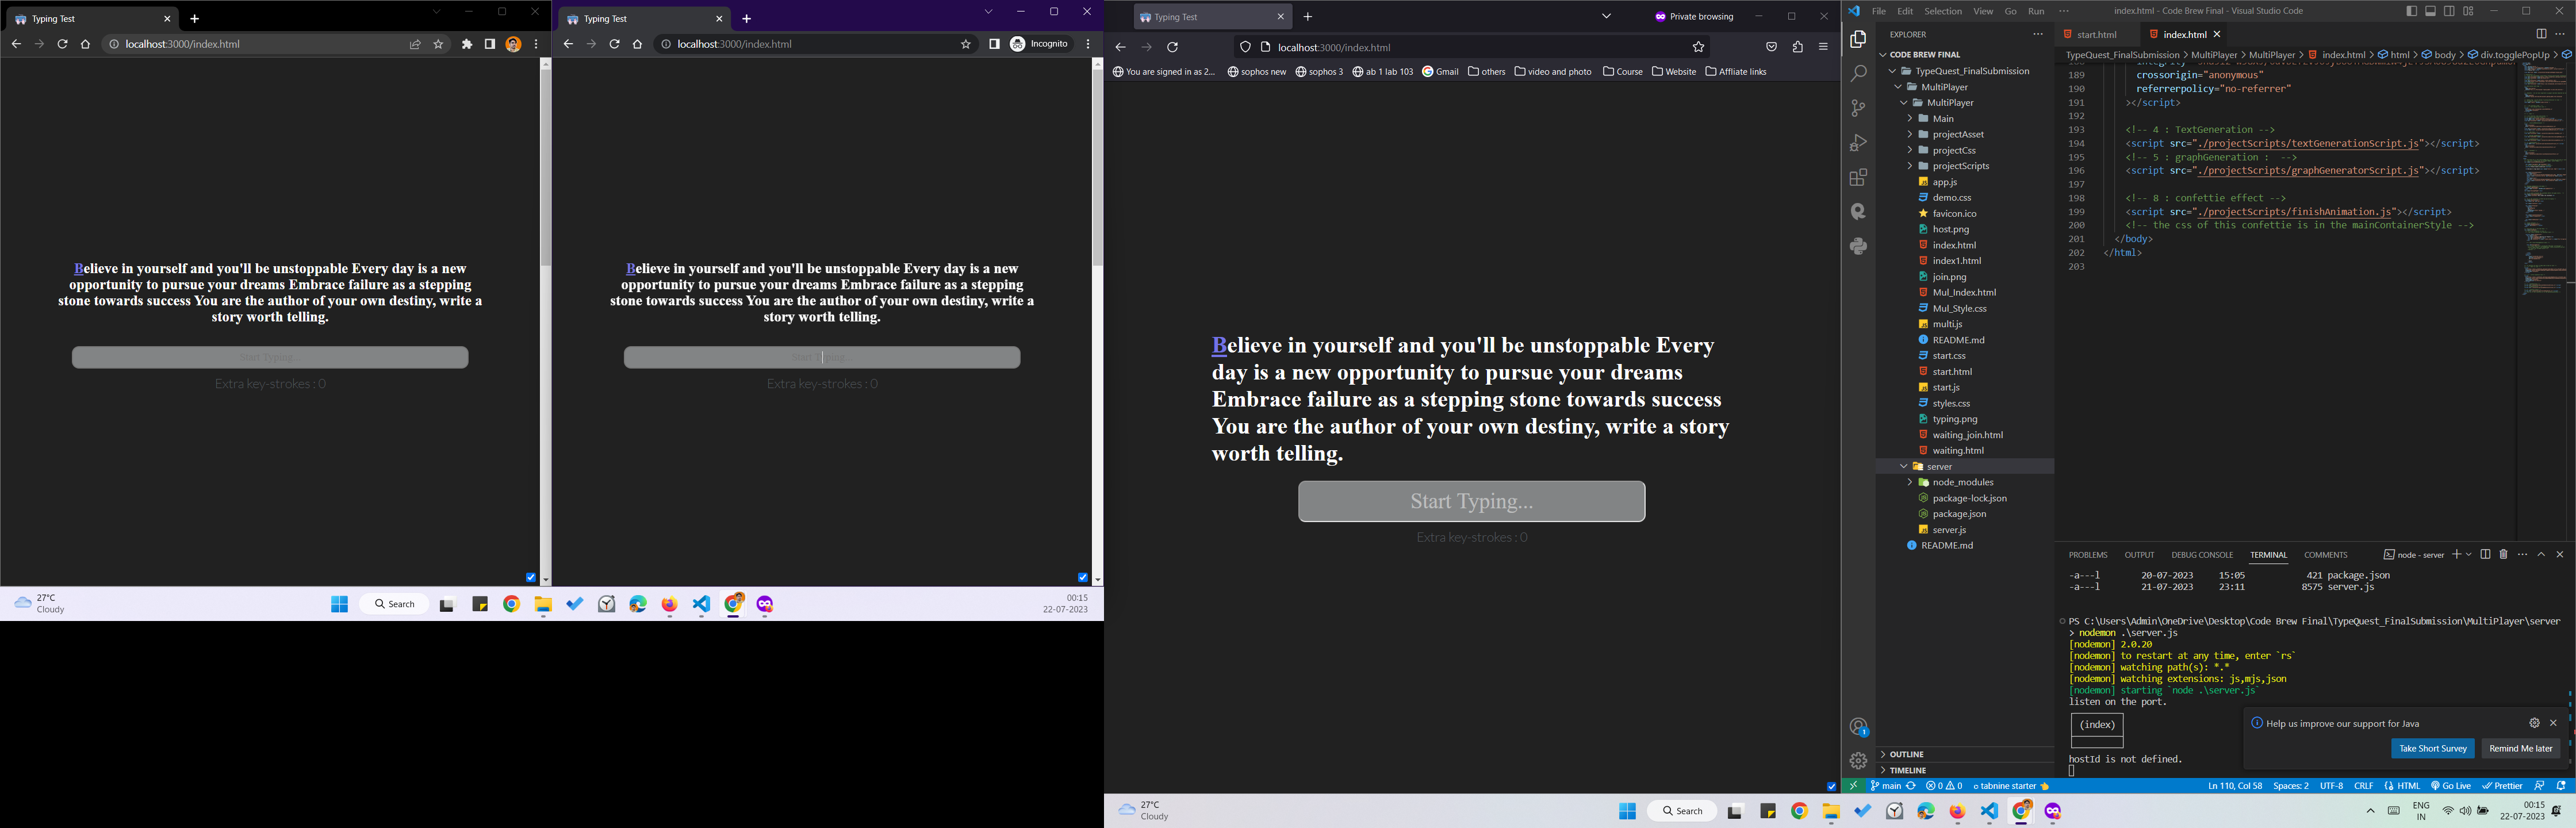 Typing Test
localhost:3000/index.html
Believe in yourself and you'll be unstoppable Every day is a new
opportunity to pursue your dreams Embrace failure as a stepping
stone towards success You are the author of your own destiny, write a
story worth telling.
Start Typing...
Extra key-strokes : 0
27°C
Cloudy
Search
Typing Test
localhost:3000/index.html
Incognito
Believe in yourself and you'll be unstoppable Every day is a new
opportunity to pursue your dreams Embrace failure as a stepping
stone towards success You are the author of your own destiny, write a
story worth telling.
Start Typing...
Extra key-strokes : 0
00:15
22-07-2023
Typing Test
Private browsing
localhost:3000/index.html
You are signed in as 2... sophos new sophos 3 ab 1 lab 103 Gmail others video and photo Course Website Affliate links
Believe in yourself and you'll be unstoppable Every
day is a new opportunity to pursue your dreams
Embrace failure as a stepping stone towards success
You are the author of your own destiny, write a story
worth telling.
Start Typing...
Extra key-strokes : 0
27°C
Cloudy
Search
File Edit Selection View Go Run ... index.html - Code Brew Final - Visual Studio Code
EXPLORER
CODE BREW FINAL
TypeQuest_FinalSubmission
MultiPlayer
MultiPlayer
Main
projectAsset
projectCss
projectScripts
app.js
demo.css
favicon.ico
host.png
index.html
index1.html
join.png
Mul_Index.html
Mul_Style.css
multi.js
README.md
start.css
start.html
start.js
styles.css
typing.png
waiting_join.html
waiting.html
server
node_modules
package-lock.json
package.json
server.js
README.md
OUTLINE
TIMELINE
start.html index.html
TypeQuest_FinalSubmission > MultiPlayer > MultiPlayer > index.html > html > body > div.togglePopUp >
189 crossorigin="anonymous"
190 referrerpolicy="no-referrer"
191 ></script>
192
193 <!-- 4 : TextGeneration -->
194 <script src="./projectScripts/textGenerationScript.js"></script>
195 <!-- 5 : graphGeneration :  -->
196 <script src="./projectScripts/graphGeneratorScript.js"></script>
197
198 <!-- 8 : confettie effect -->
199 <script src="./projectScripts/finishAnimation.js"></script>
200 <!-- the css of this confettie is in the mainContainerStyle -->
201 </body>
202 </html>
203
PROBLEMS OUTPUT DEBUG CONSOLE TERMINAL COMMENTS node - server
-a---l 20-07-2023 15:05 421 package.json
-a---l 21-07-2023 23:11 8575 server.js
PS C:\Users\Admin\OneDrive\Desktop\Code Brew Final\TypeQuest_FinalSubmission\MultiPlayer\server
> nodemon .\server.js
[nodemon] 2.0.20
[nodemon] to restart at any time, enter `rs`
[nodemon] watching path(s): *.*
[nodemon] watching extensions: js,mjs,json
[nodemon] starting `node .\server.js`
listen on the port.
(index)
hostId is not defined.
Help us improve our support for Java
Take Short Survey Remind Me later
main 0 0 tabnine starter Ln 110, Col 58 Spaces: 2 UTF-8 CRLF HTML Go Live Prettier
ENG
IN
00:15
22-07-2023